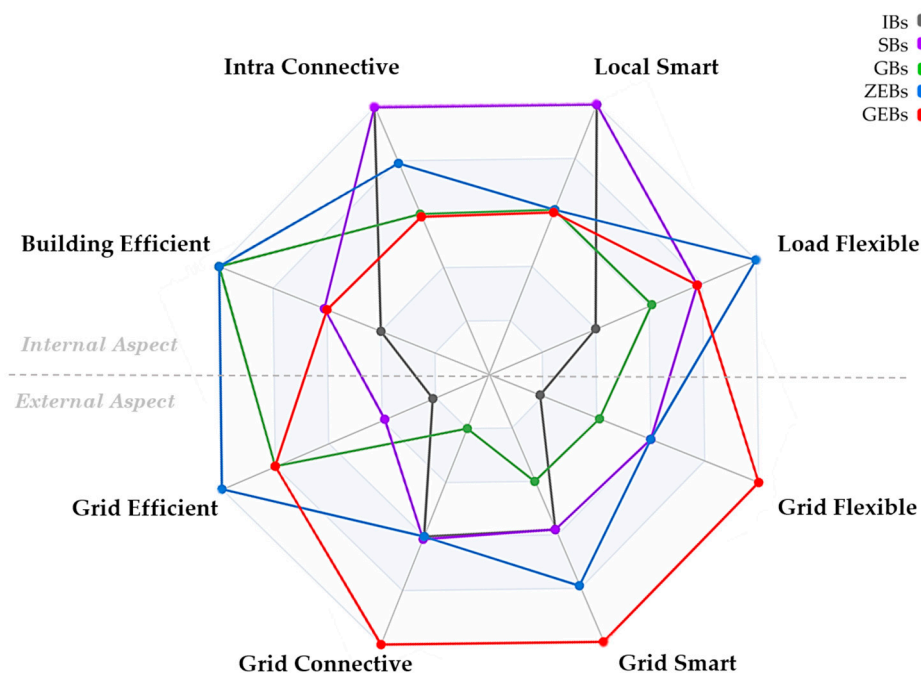 IBs
SBs
GBs
ZEBs
GEBs
Intra Connective
Local Smart
Building Efficient
Load Flexible
Internal Aspect
External Aspect
Grid Efficient
Grid Flexible
Grid Connective
Grid Smart